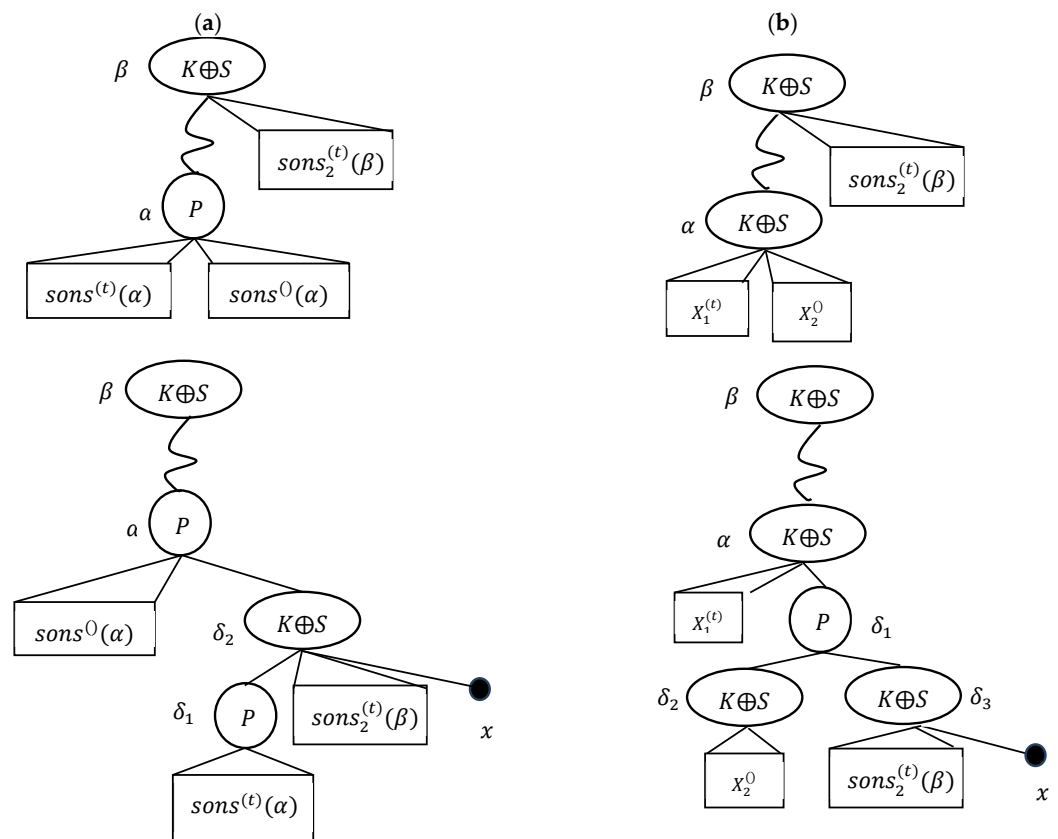 (a)
β K⊕S
sons₂⁽ᵗ⁾(β)
α P
sons⁽ᵗ⁾(α) sons⁽⁾(α)
β K⊕S
a P
sons⁽⁾(α)
δ₂ K⊕S
δ₁ P
sons₂⁽ᵗ⁾(β)
x
sons⁽ᵗ⁾(α)
(b)
β K⊕S
sons₂⁽ᵗ⁾(β)
α K⊕S
X₁⁽ᵗ⁾ X₂⁽⁾
β K⊕S
α K⊕S
X₁⁽ᵗ⁾
P δ₁
δ₂ K⊕S K⊕S δ₃
X₂⁽⁾
sons₂⁽ᵗ⁾(β)
x